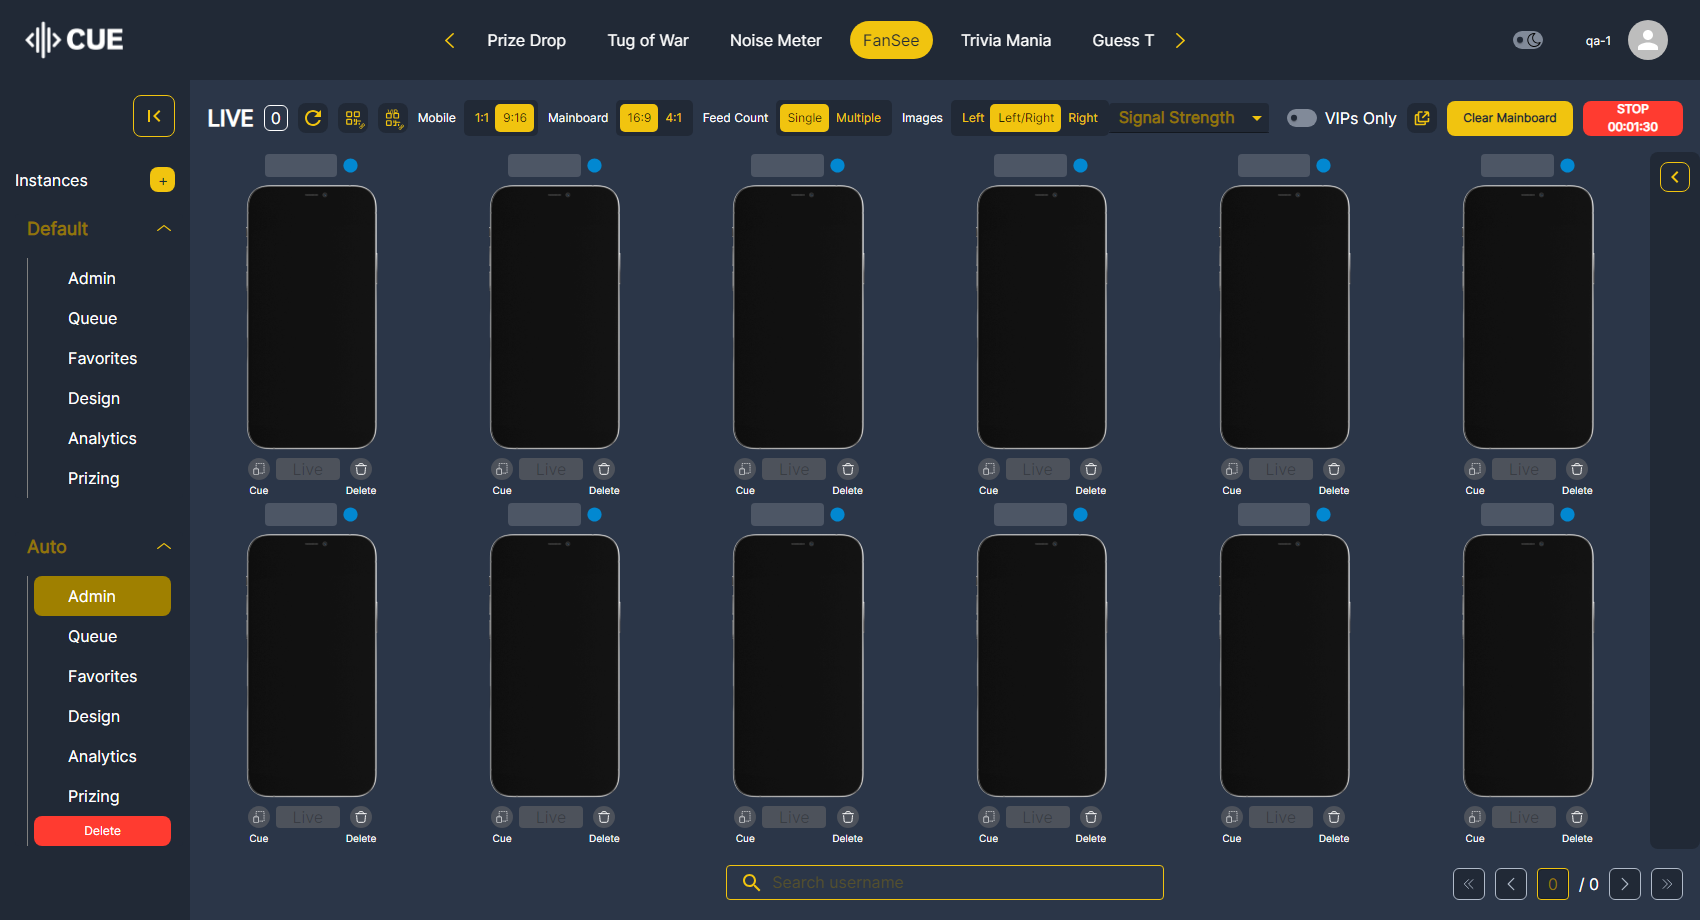 CUE
Prize Drop
Tug of War
Noise Meter
FanSee
Trivia Mania
Guess T
qa-1
LIVE 0
Mobile 1:1 9:16
Mainboard 16:9 4:1
Feed Count Single Multiple
Images Left Left/Right Right
Signal Strength
VIPs Only
Clear Mainboard
STOP
00:01:30
Instances
+
Default
Admin
Queue
Favorites
Design
Analytics
Prizing
Auto
Admin
Queue
Favorites
Design
Analytics
Prizing
Delete
Live
Cue Delete
Live
Cue Delete
Live
Cue Delete
Live
Cue Delete
Live
Cue Delete
Live
Cue Delete
Live
Cue Delete
Live
Cue Delete
Live
Cue Delete
Live
Cue Delete
Live
Cue Delete
Live
Cue Delete
Search username
0 / 0